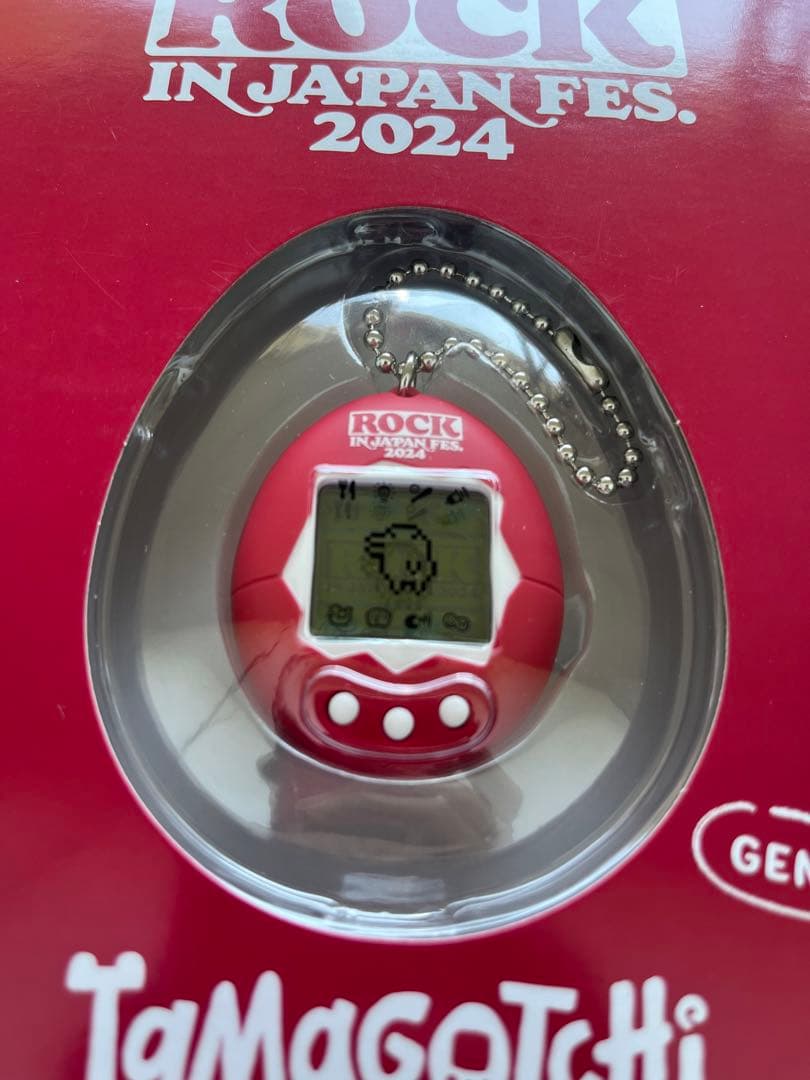 ROCK
IN JAPAN FES.
2024
ROCK
IN JAPAN FES.
2024
GEN
TaMaGoTcHi